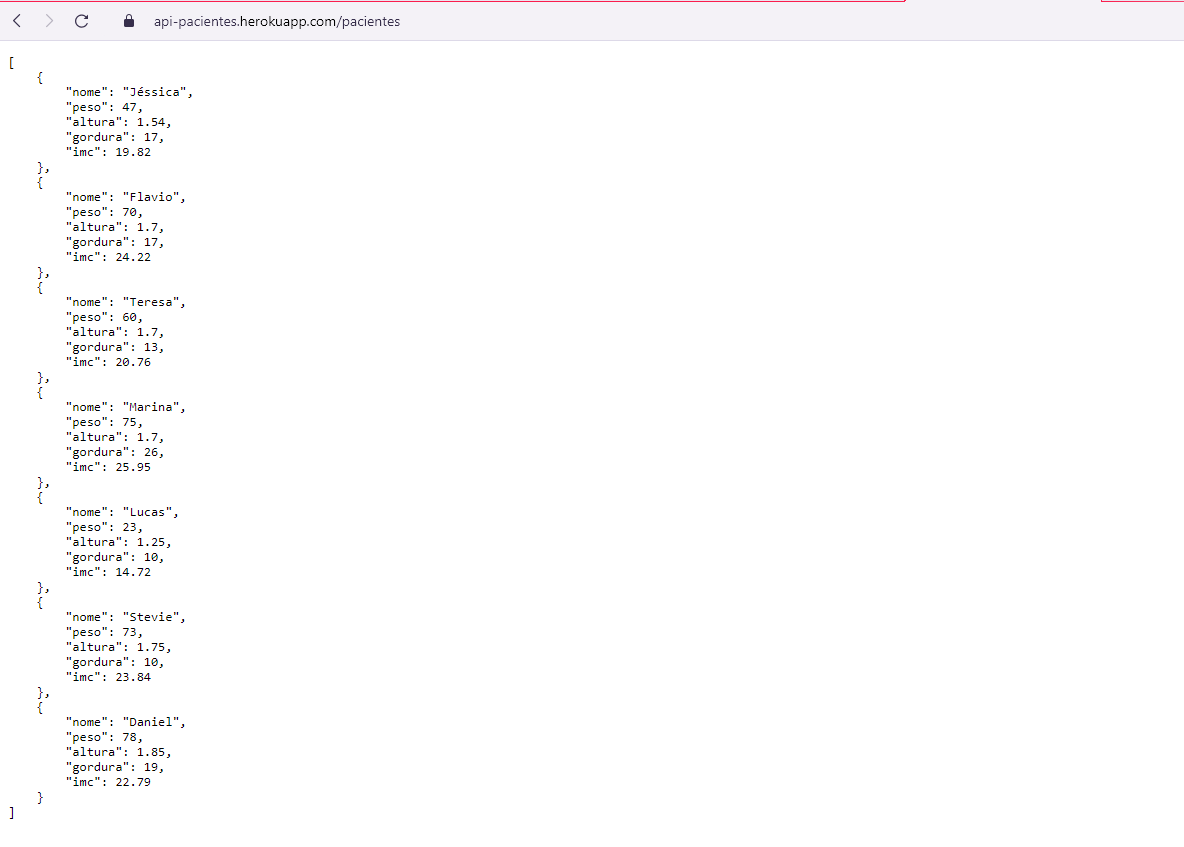 api-pacientes.herokuapp.com/pacientes
[
    {
        "nome": "Jéssica",
        "peso": 47,
        "altura": 1.54,
        "gordura": 17,
        "imc": 19.82
    },
    {
        "nome": "Flavio",
        "peso": 70,
        "altura": 1.7,
        "gordura": 17,
        "imc": 24.22
    },
    {
        "nome": "Teresa",
        "peso": 60,
        "altura": 1.7,
        "gordura": 13,
        "imc": 20.76
    },
    {
        "nome": "Marina",
        "peso": 75,
        "altura": 1.7,
        "gordura": 26,
        "imc": 25.95
    },
    {
        "nome": "Lucas",
        "peso": 23,
        "altura": 1.25,
        "gordura": 10,
        "imc": 14.72
    },
    {
        "nome": "Stevie",
        "peso": 73,
        "altura": 1.75,
        "gordura": 10,
        "imc": 23.84
    },
    {
        "nome": "Daniel",
        "peso": 78,
        "altura": 1.85,
        "gordura": 19,
        "imc": 22.79
    }
]